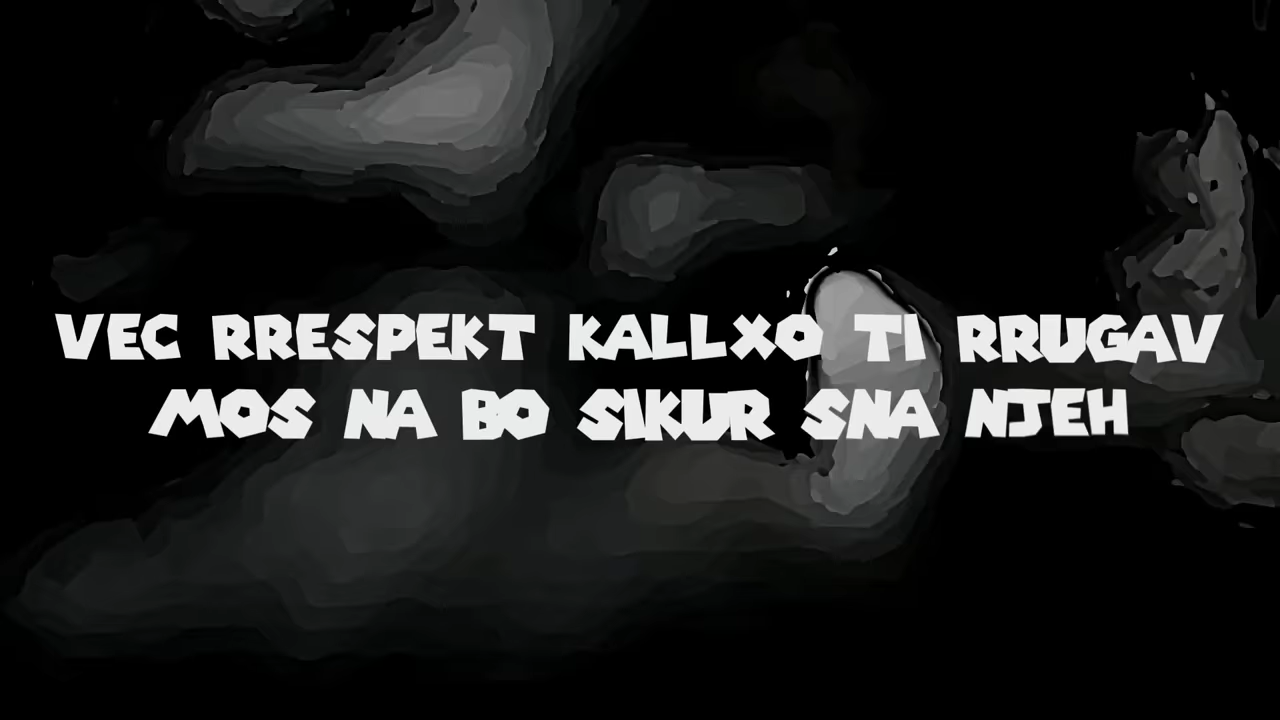 VEC RRESPEKT KALLXO TI RRUGAV
MOS NA BO SIKUR SNA NJEH